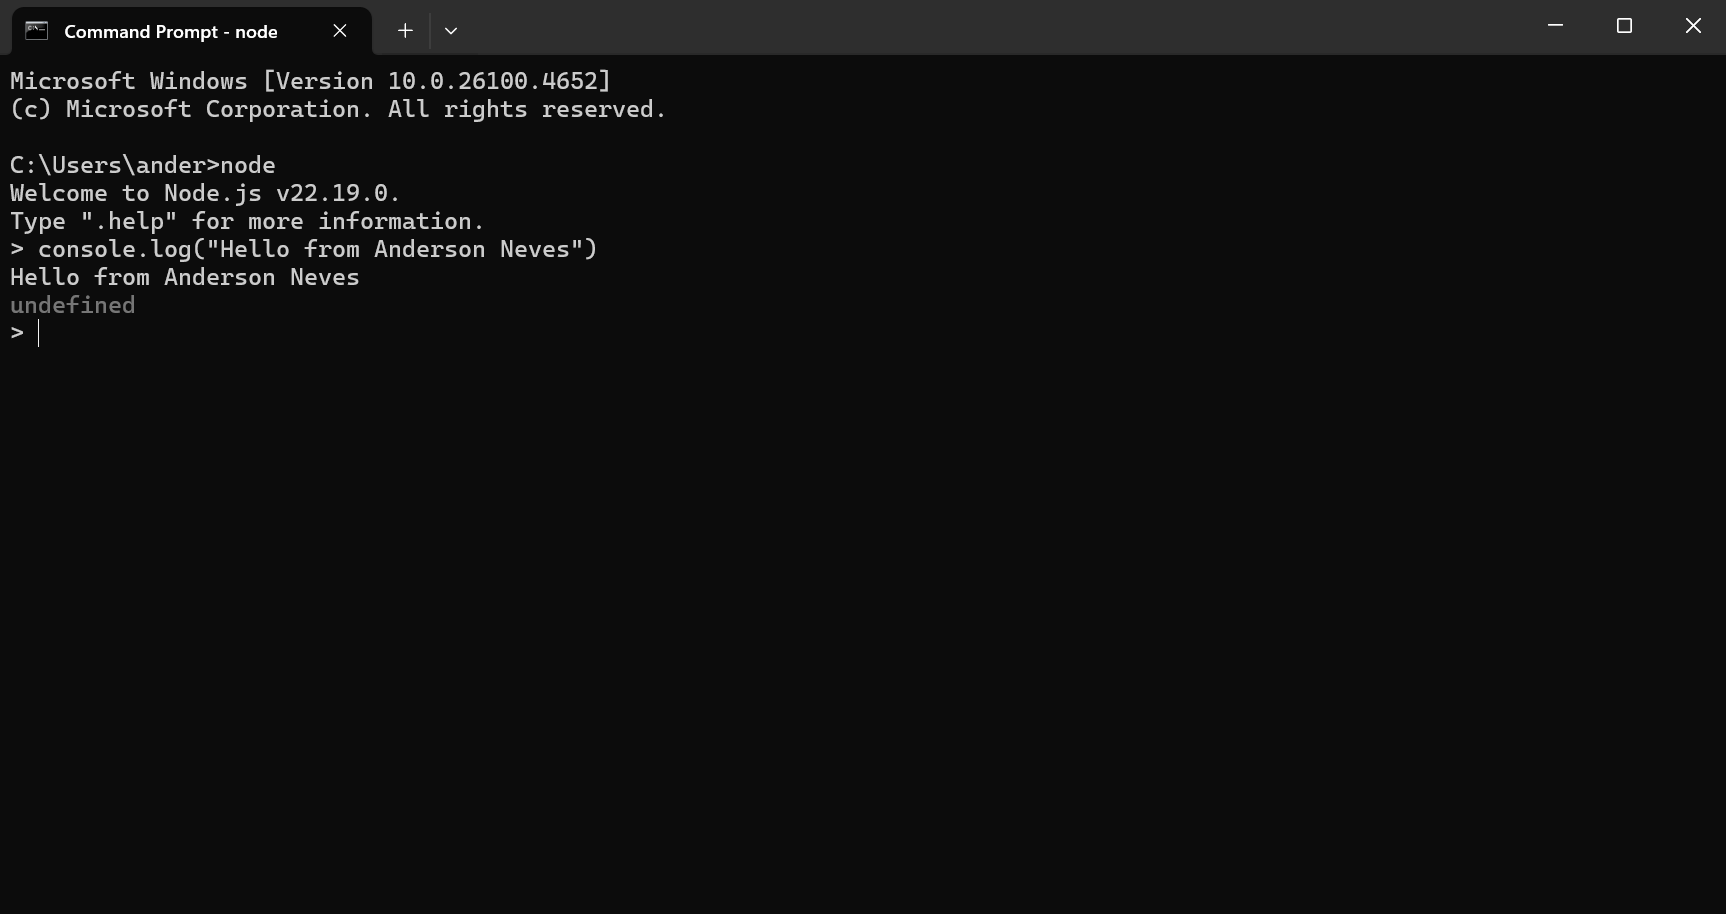 Command Prompt - node
Microsoft Windows [Version 10.0.26100.4652]
(c) Microsoft Corporation. All rights reserved.
C:\Users\ander>node
Welcome to Node.js v22.19.0.
Type ".help" for more information.
> console.log("Hello from Anderson Neves")
Hello from Anderson Neves
undefined
>